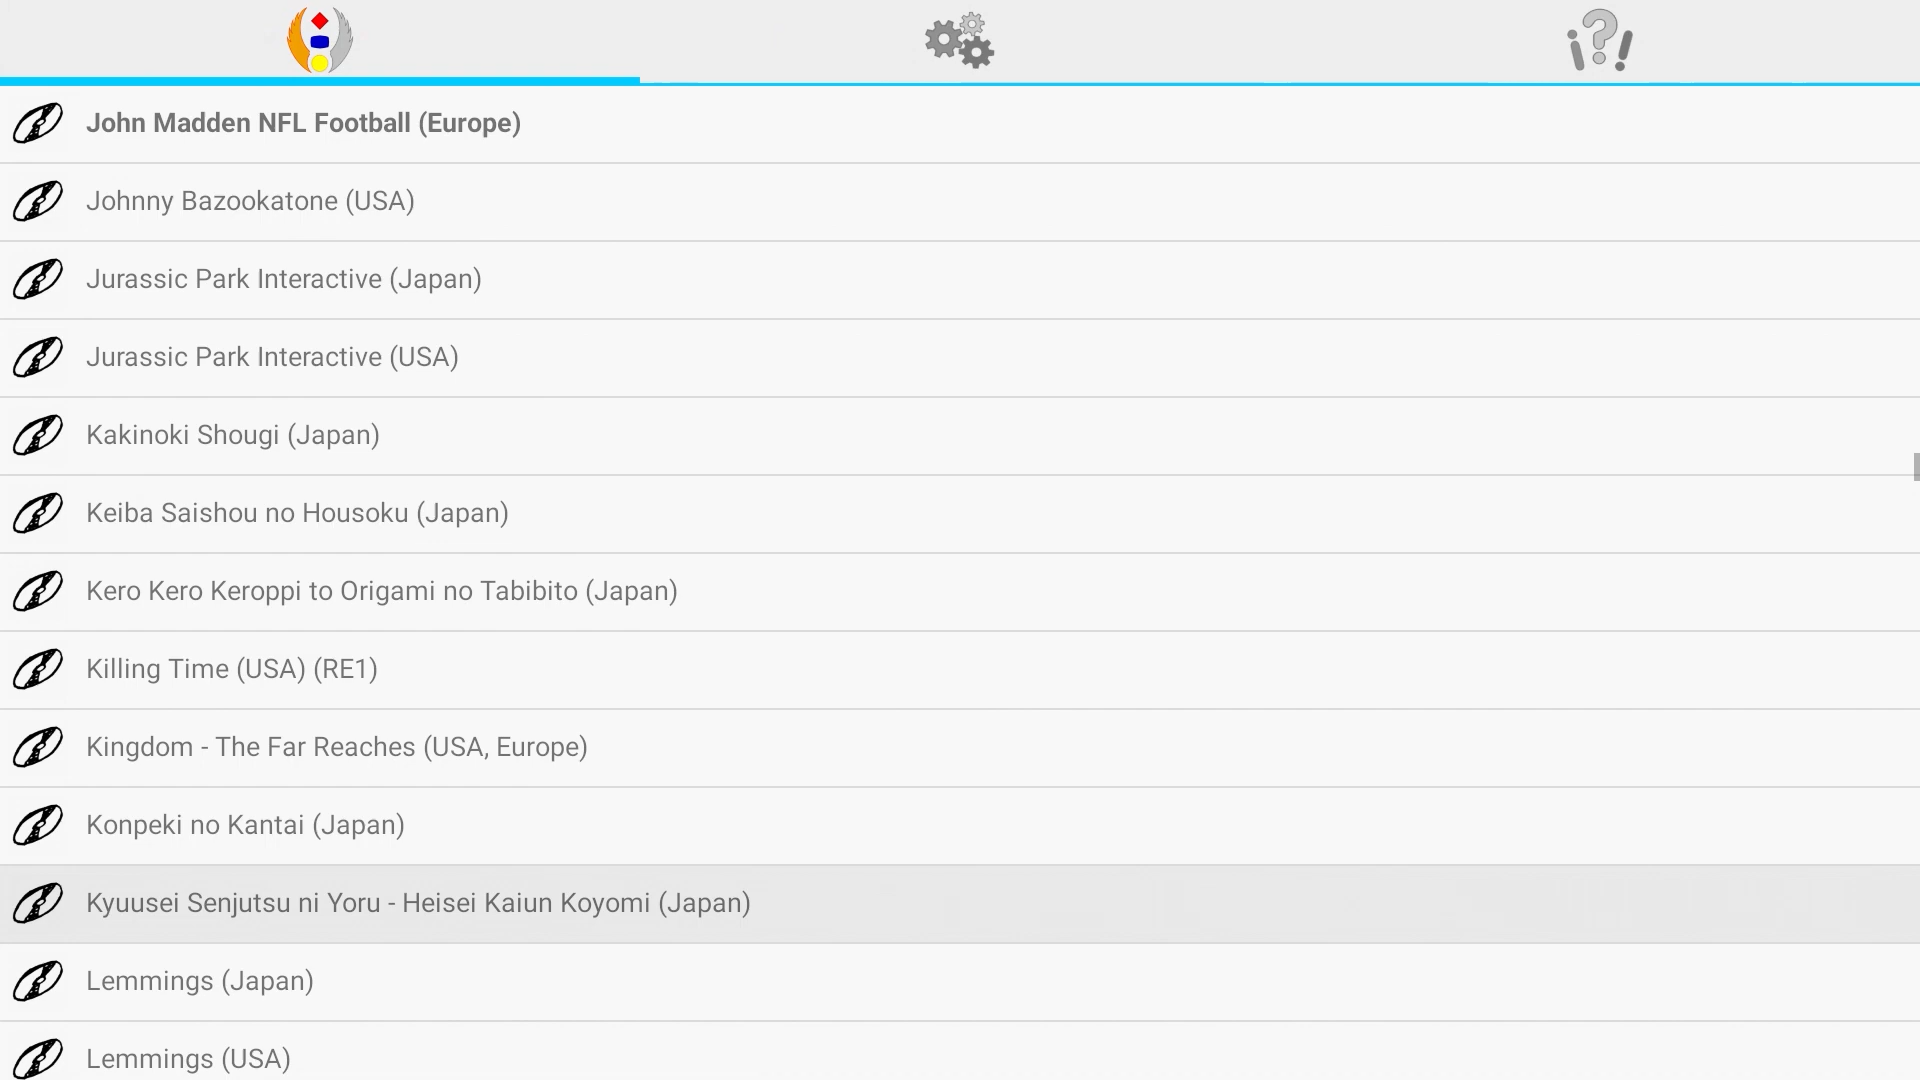 John Madden NFL Football (Europe)
Johnny Bazookatone (USA)
Jurassic Park Interactive (Japan)
Jurassic Park Interactive (USA)
Kakinoki Shougi (Japan)
Keiba Saishou no Housoku (Japan)
Kero Kero Keroppi to Origami no Tabibito (Japan)
Killing Time (USA) (RE1)
Kingdom - The Far Reaches (USA, Europe)
Konpeki no Kantai (Japan)
Kyuusei Senjutsu ni Yoru - Heisei Kaiun Koyomi (Japan)
Lemmings (Japan)
Lemmings (USA)